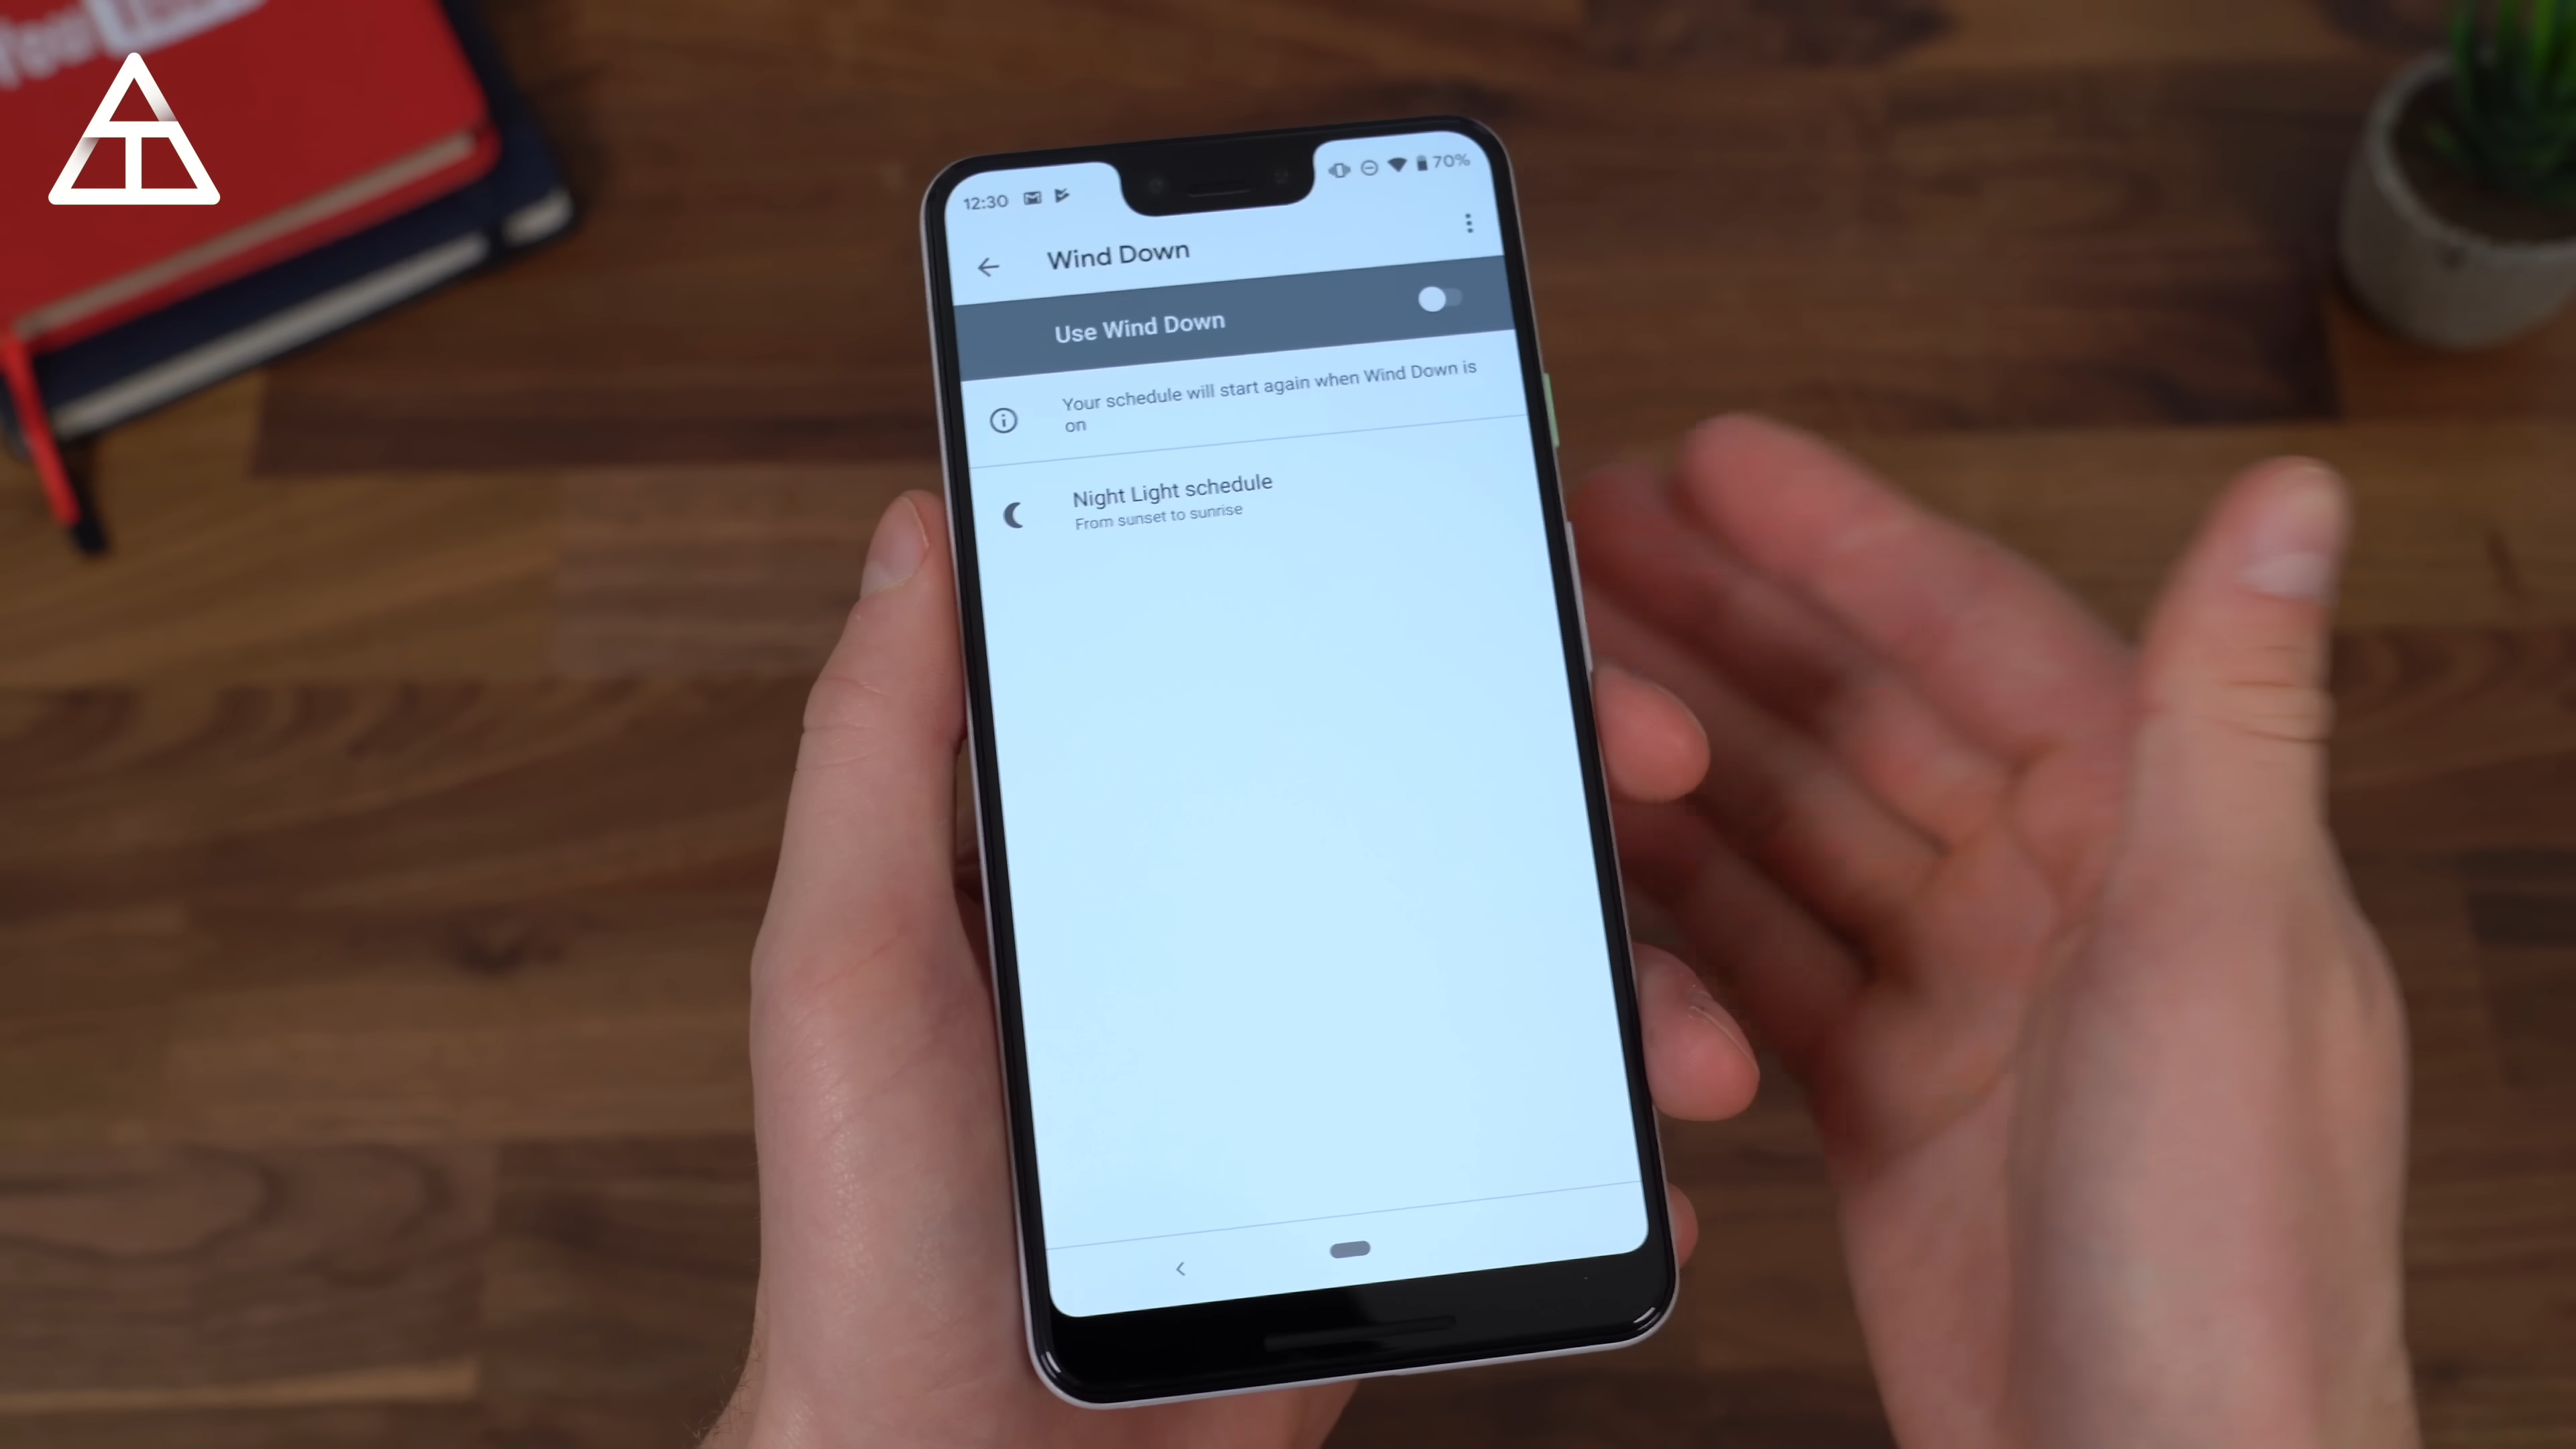 You
12:30
70%
Wind Down
Use Wind Down
Your schedule will start again when Wind Down is
on
Night Light schedule
From sunset to sunrise